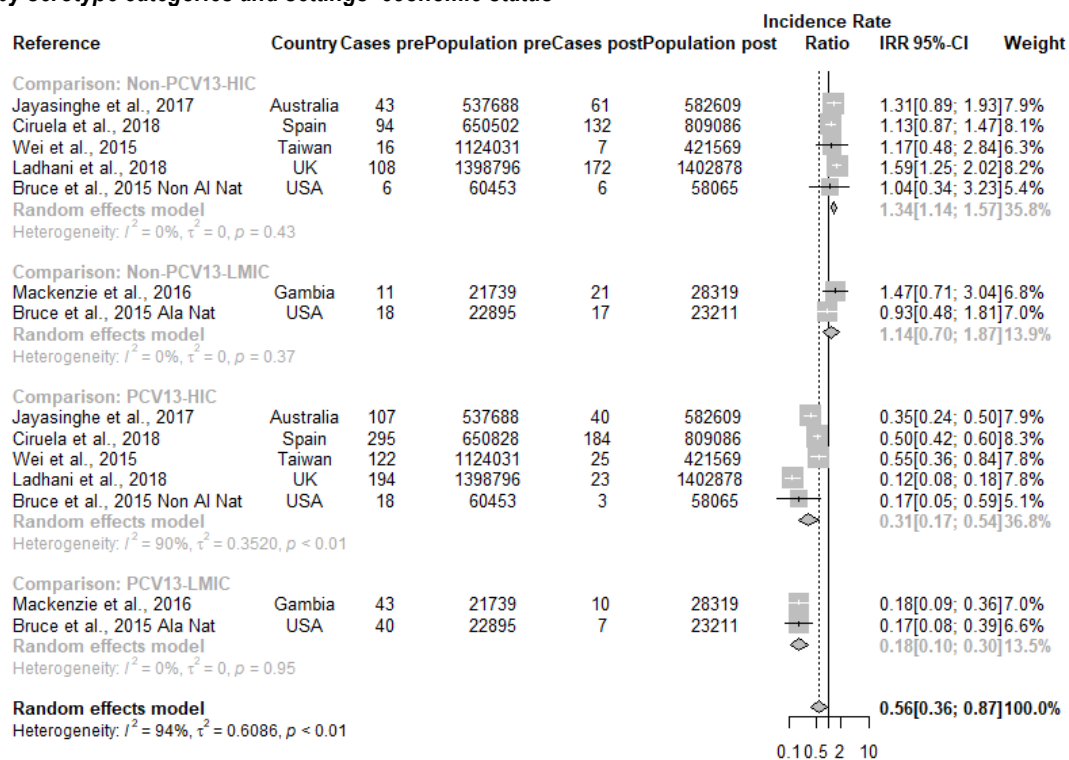 by serotype categories and settings' economic status
Incidence Rate
Reference Country Cases pre Population pre Cases post Population post Ratio IRR 95%-CI Weight
Comparison: Non-PCV13-HIC
Jayasinghe et al., 2017 Australia 43 537688 61 582609 1.31[0.89; 1.93]7.9%
Ciruela et al., 2018 Spain 94 650502 132 809086 1.13[0.87; 1.47]8.1%
Wei et al., 2015 Taiwan 16 1124031 7 421569 1.17[0.48; 2.84]6.3%
Ladhani et al., 2018 UK 108 1398796 172 1402878 1.59[1.25; 2.02]8.2%
Bruce et al., 2015 Non Al Nat USA 6 60453 6 58065 1.04[0.34; 3.23]5.4%
Random effects model 1.34[1.14; 1.57]35.8%
Heterogeneity: I² = 0%, τ² = 0, p = 0.43
Comparison: Non-PCV13-LMIC
Mackenzie et al., 2016 Gambia 11 21739 21 28319 1.47[0.71; 3.04]6.8%
Bruce et al., 2015 Ala Nat USA 18 22895 17 23211 0.93[0.48; 1.81]7.0%
Random effects model 1.14[0.70; 1.87]13.9%
Heterogeneity: I² = 0%, τ² = 0, p = 0.37
Comparison: PCV13-HIC
Jayasinghe et al., 2017 Australia 107 537688 40 582609 0.35[0.24; 0.50]7.9%
Ciruela et al., 2018 Spain 295 650828 184 809086 0.50[0.42; 0.60]8.3%
Wei et al., 2015 Taiwan 122 1124031 25 421569 0.55[0.36; 0.84]7.8%
Ladhani et al., 2018 UK 194 1398796 23 1402878 0.12[0.08; 0.18]7.8%
Bruce et al., 2015 Non Al Nat USA 18 60453 3 58065 0.17[0.05; 0.59]5.1%
Random effects model 0.31[0.17; 0.54]36.8%
Heterogeneity: I² = 90%, τ² = 0.3520, p < 0.01
Comparison: PCV13-LMIC
Mackenzie et al., 2016 Gambia 43 21739 10 28319 0.18[0.09; 0.36]7.0%
Bruce et al., 2015 Ala Nat USA 40 22895 7 23211 0.17[0.08; 0.39]6.6%
Random effects model 0.18[0.10; 0.30]13.5%
Heterogeneity: I² = 0%, τ² = 0, p = 0.95
Random effects model 0.56[0.36; 0.87]100.0%
Heterogeneity: I² = 94%, τ² = 0.6086, p < 0.01
0.1 0.5 2 10